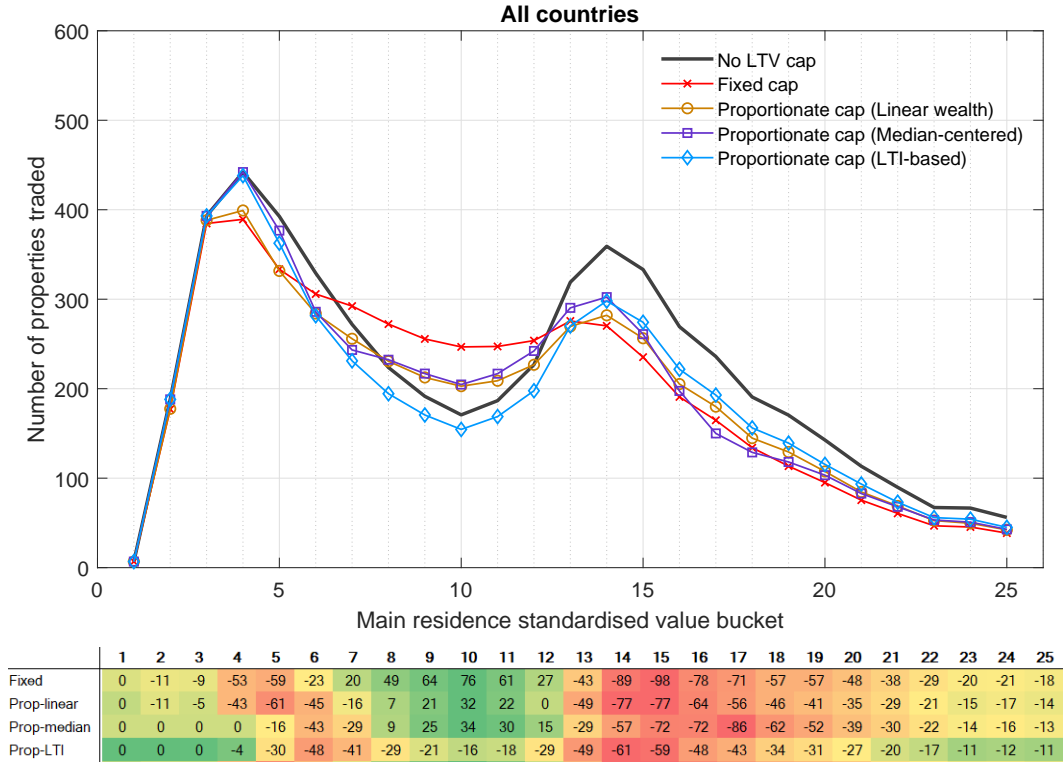 All countries
600
500
400
300
200
100
0
Number of properties traded
No LTV cap
Fixed cap
Proportionate cap (Linear wealth)
Proportionate cap (Median-centered)
Proportionate cap (LTI-based)
0 5 10 15 20 25
Main residence standardised value bucket
1 2 3 4 5 6 7 8 9 10 11 12 13 14 15 16 17 18 19 20 21 22 23 24 25
Fixed 0 -11 -9 -53 -59 -23 20 49 64 76 61 27 -43 -89 -98 -78 -71 -57 -57 -48 -38 -29 -20 -21 -18
Prop-linear 0 -11 -5 -43 -61 -45 -16 7 21 32 22 0 -49 -77 -77 -64 -56 -46 -41 -35 -29 -21 -15 -17 -14
Prop-median 0 0 0 0 -16 -43 -29 9 25 34 30 15 -29 -57 -72 -72 -86 -62 -52 -39 -30 -22 -14 -16 -13
Prop-LTI 0 0 0 -4 -30 -48 -41 -29 -21 -16 -18 -29 -49 -61 -59 -48 -43 -34 -31 -27 -20 -17 -11 -12 -11